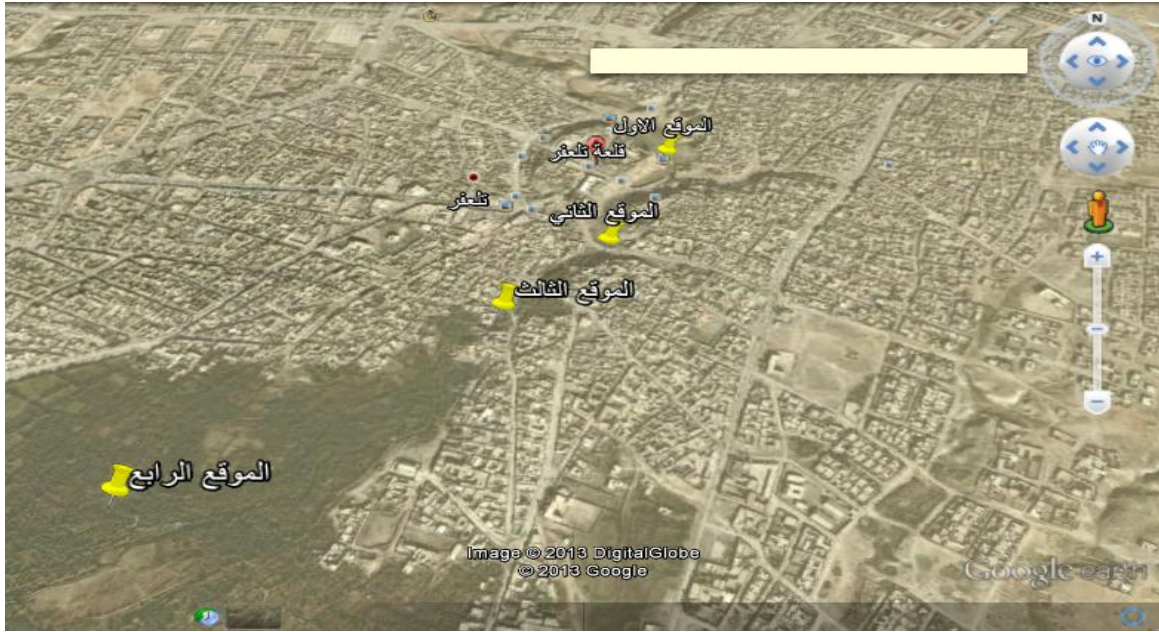 N
الموقع الاول
قلعة تلعفر
تلعفر
الموقع الثاني
الموقع الثالث
الموقع الرابع
Image © 2013 DigitalGlobe
© 2013 Google
Google earth